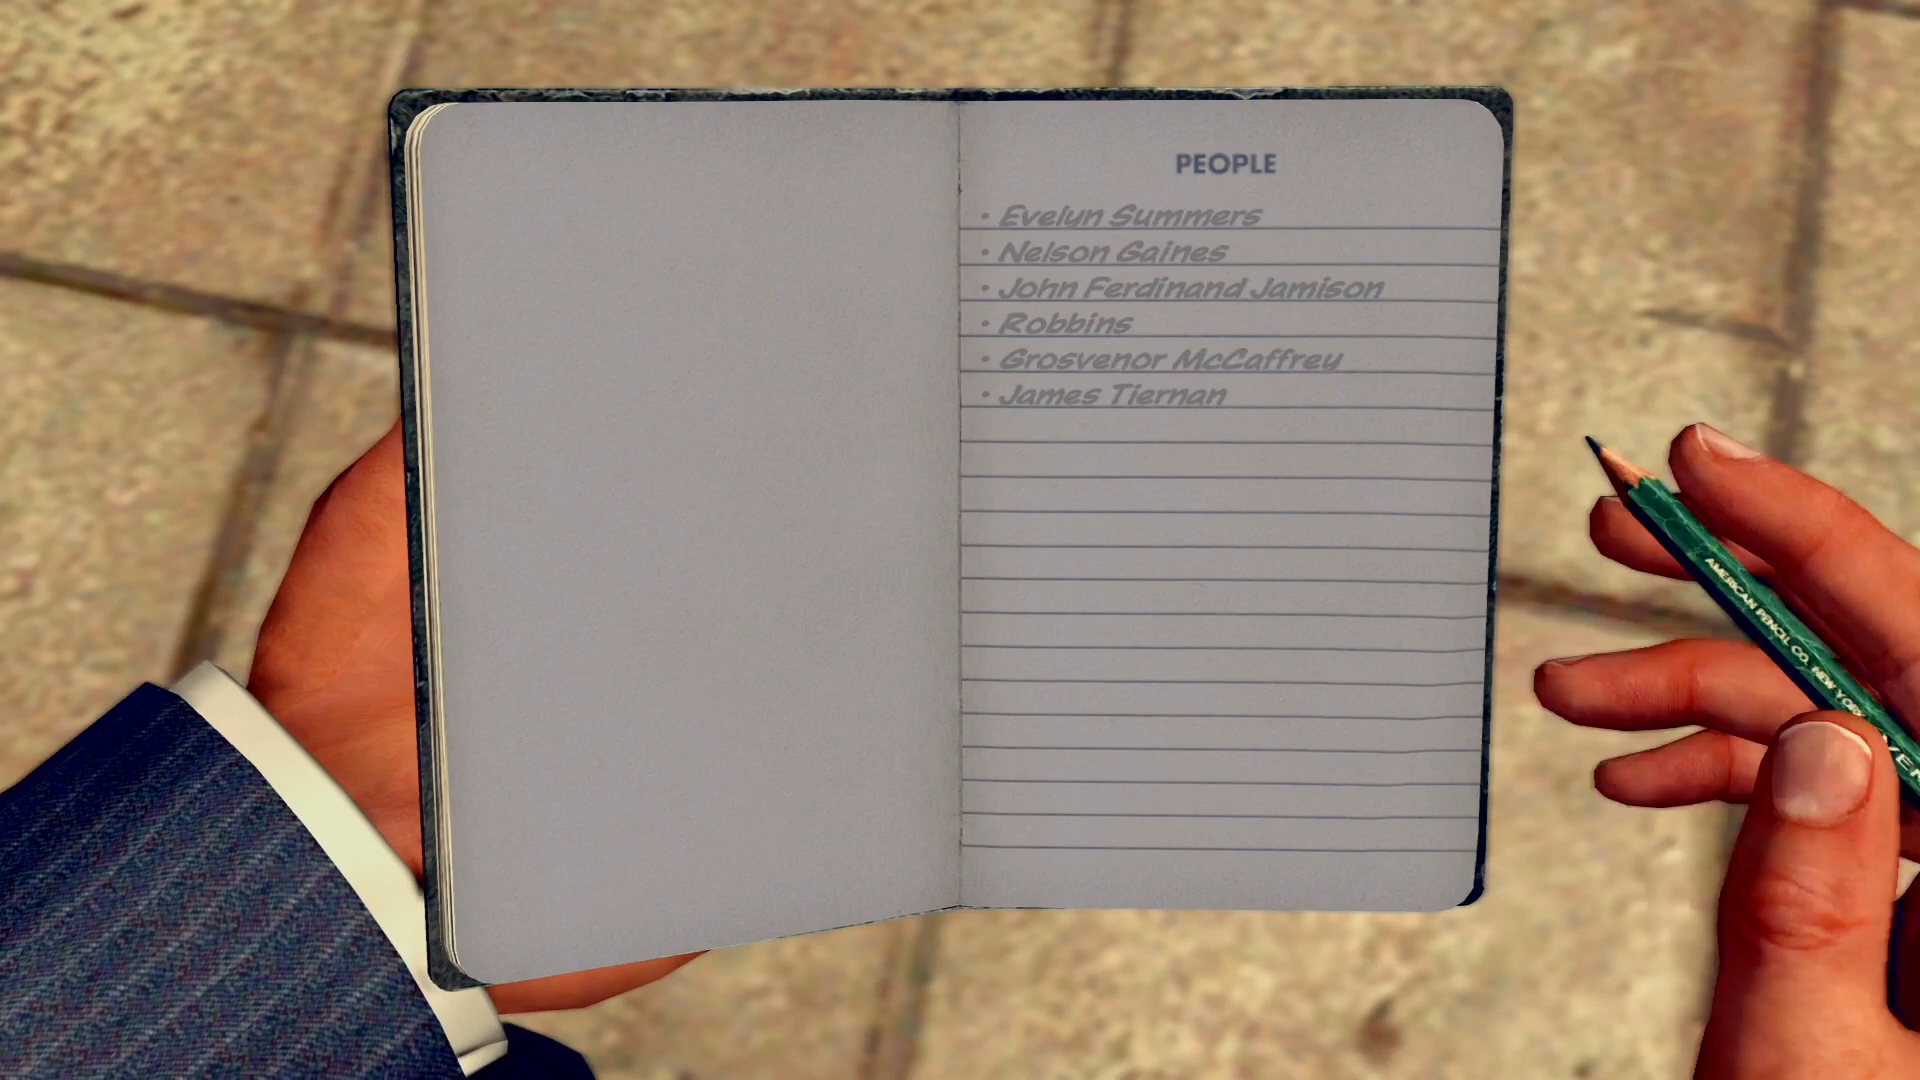 PEOPLE
• Evelyn Summers
• Nelson Gaines
• John Ferdinand Jamison
• Robbins
• Grosvenor McCaffrey
• James Tiernan
AMERICAN PENCIL CO. NEW YORK